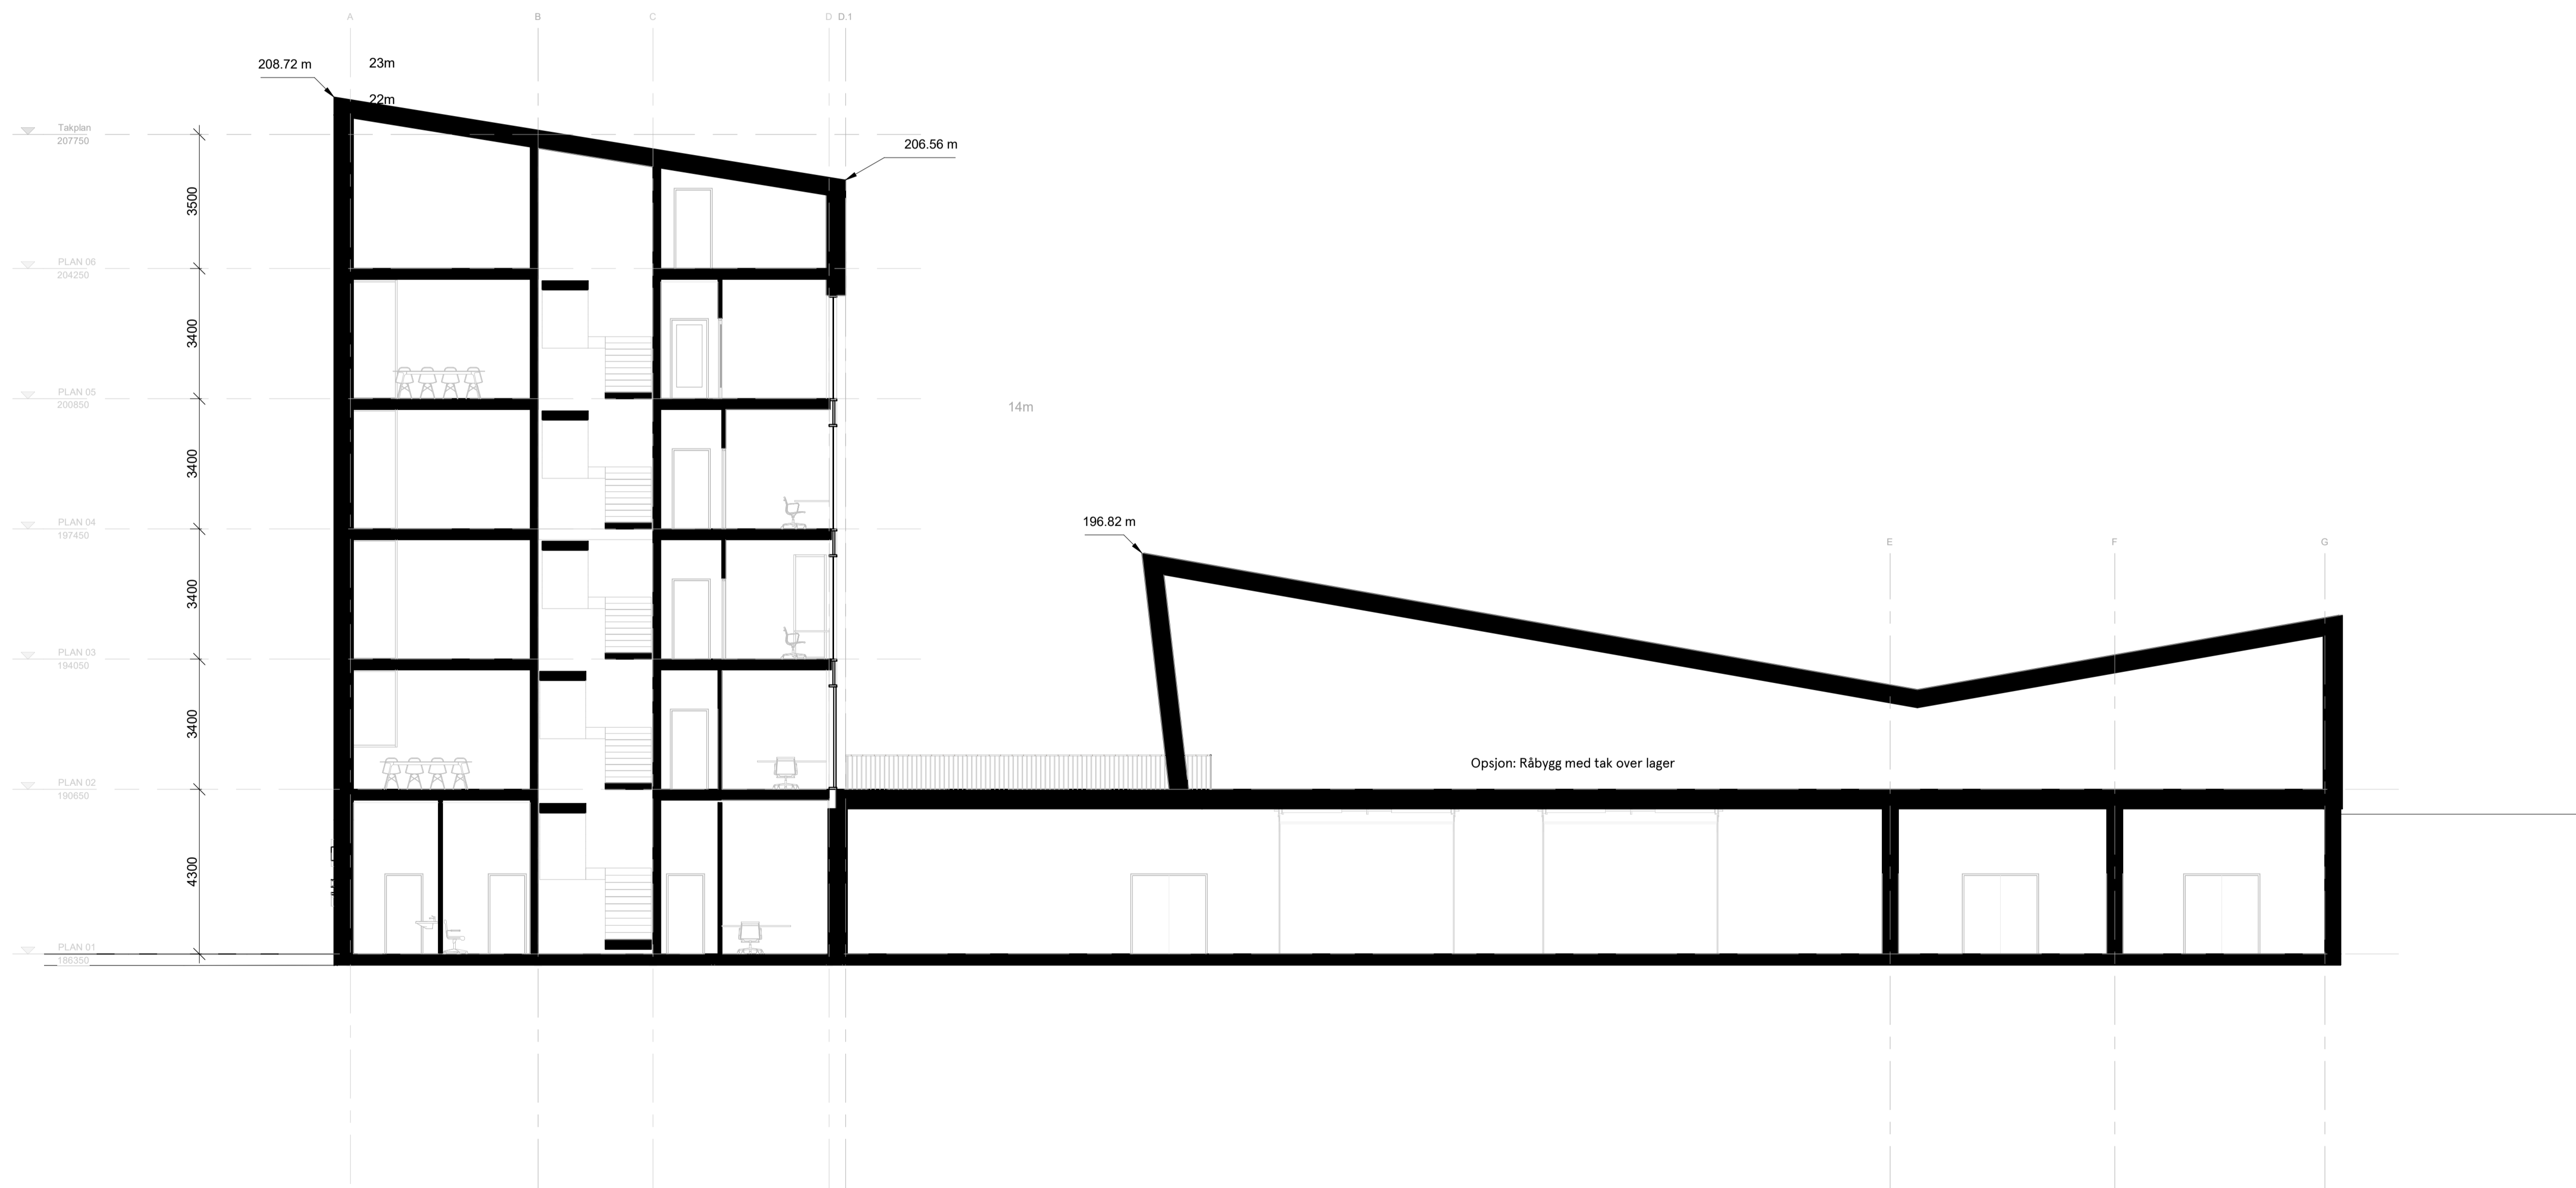 A B C D D.1
23m
208.72 m
22m
Takplan
207750
206.56 m
3500
PLAN 06
204250
3400
PLAN 05
200850
14m
3400
PLAN 04
197450
196.82 m
E F G
3400
PLAN 03
194050
3400
Opsjon: Råbygg med tak over lager
PLAN 02
190650
4300
PLAN 01
186350